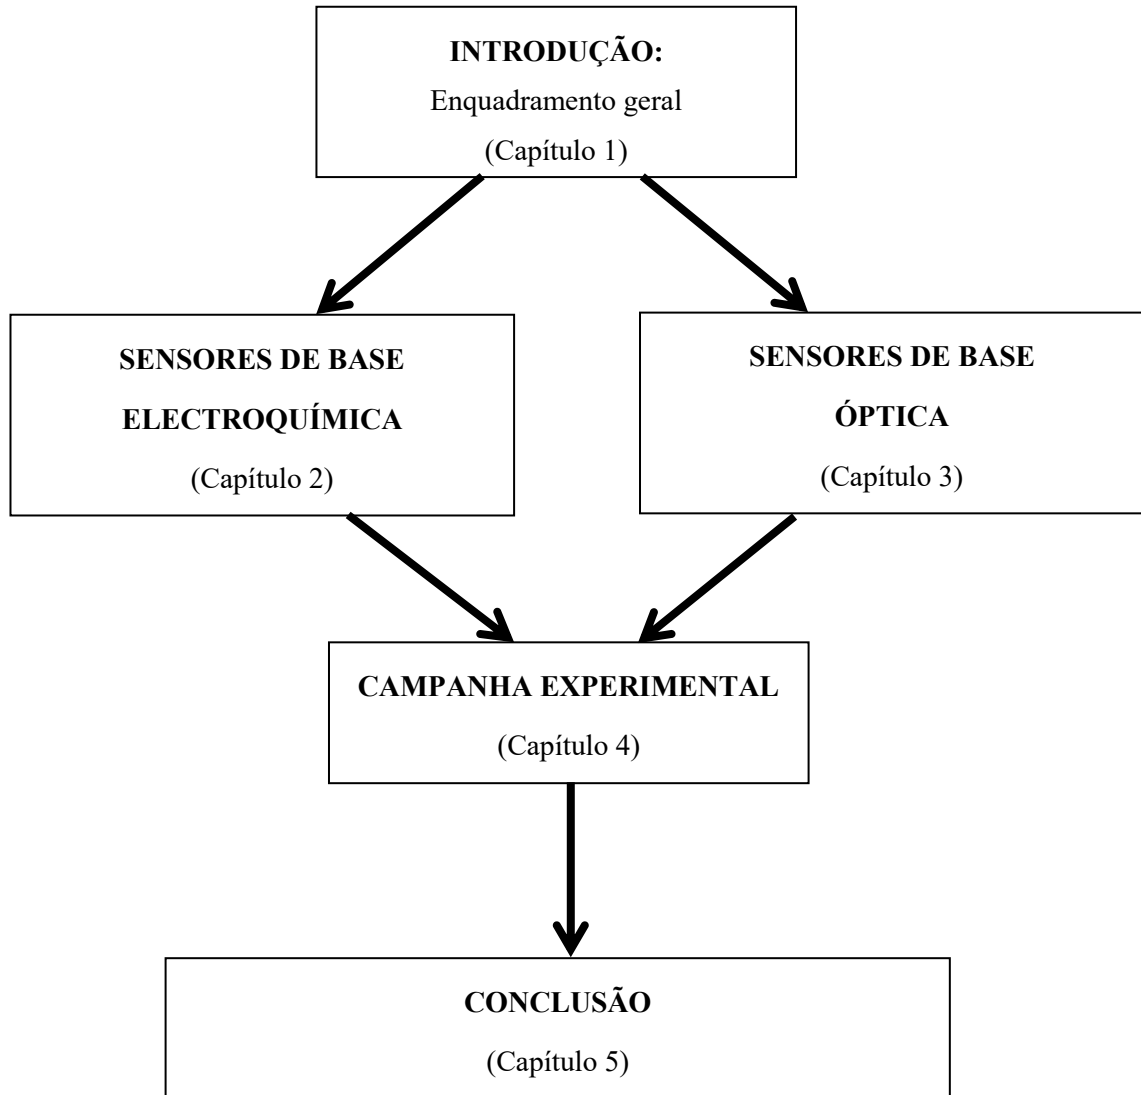 INTRODUÇÃO:
Enquadramento geral
(Capítulo 1)
SENSORES DE BASE
ELECTROQUÍMICA
(Capítulo 2)
SENSORES DE BASE
ÓPTICA
(Capítulo 3)
CAMPANHA EXPERIMENTAL
(Capítulo 4)
CONCLUSÃO
(Capítulo 5)